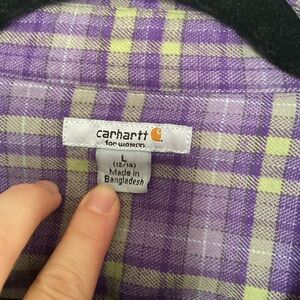 carhartt
for women
L
(12/14)
Made in
Bangladesh